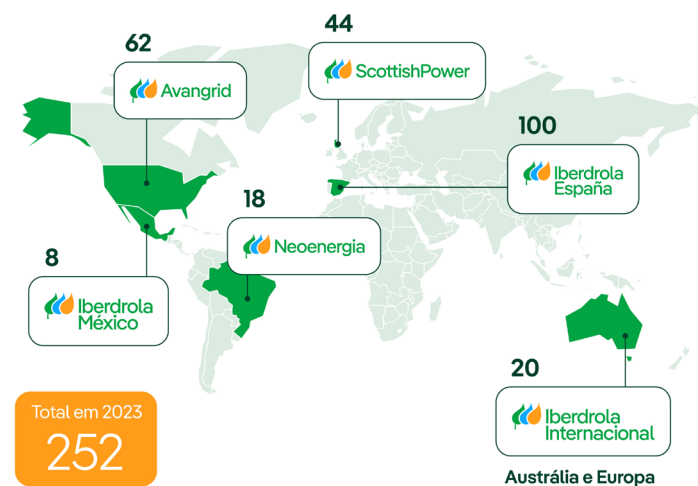 62
Avangrid
44
ScottishPower
100
Iberdrola
España
18
Neoenergia
8
Iberdrola
México
20
Iberdrola
Internacional
Austrália e Europa
Total em 2023
252